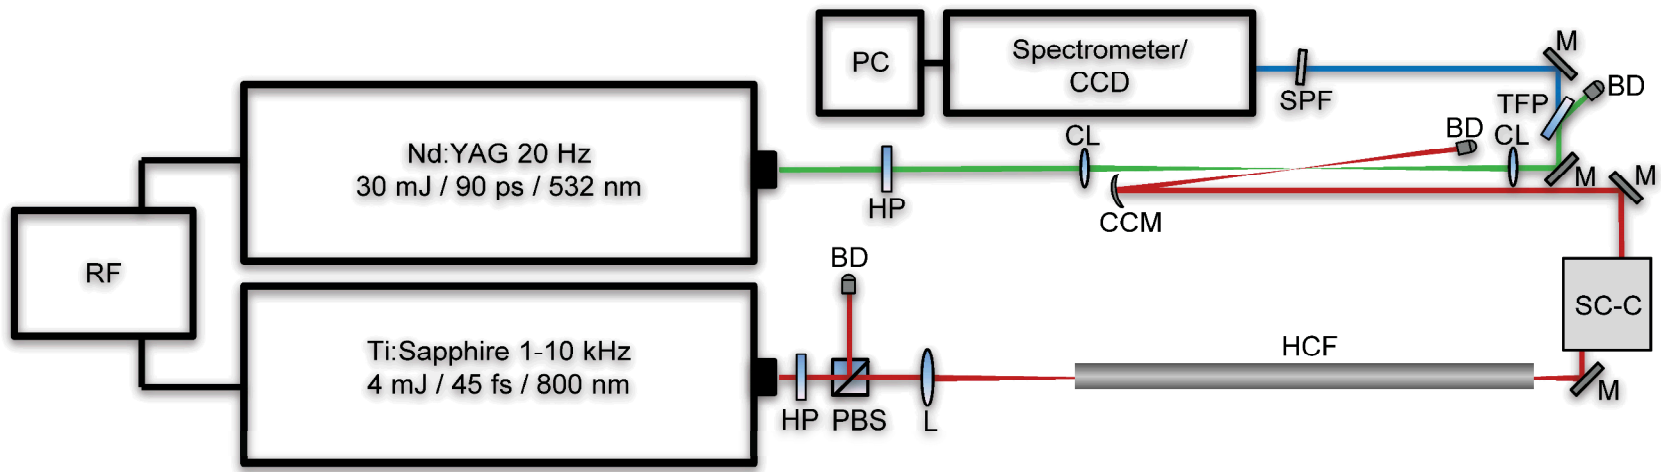 PC
Spectrometer/
CCD
SPF
M
TFP
BD
CL
BD
CL
M
M
Nd:YAG 20 Hz
30 mJ / 90 ps / 532 nm
HP
CCM
RF
BD
SC-C
Ti:Sapphire 1-10 kHz
4 mJ / 45 fs / 800 nm
HP
PBS
L
HCF
M